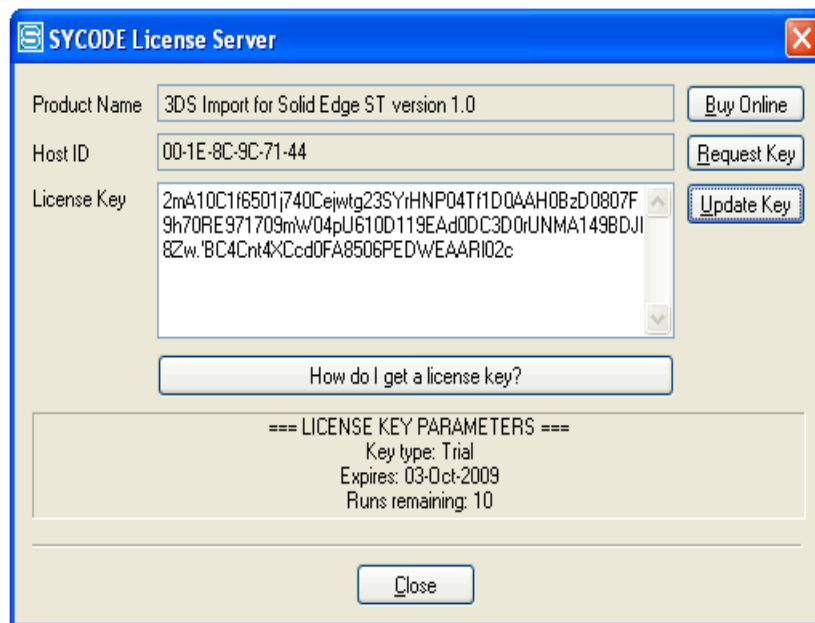 SYCODE License Server
Product Name
3DS Import for Solid Edge ST version 1.0
Buy Online
Host ID
00-1E-8C-9C-71-44
Request Key
License Key
2mA10C1f6501j740Cejwtg23SYrHNP04Tf1D0AAH0BzD0807F
9h70RE971709mW04pU610D119EAd0DC3D0rUNMA149BDJI
8Zw.'BC4Cnt4XCcd0FA8506PEDWEAARI02c
Update Key
How do I get a license key?
=== LICENSE KEY PARAMETERS ===
Key type: Trial
Expires: 03-Oct-2009
Runs remaining: 10
Close